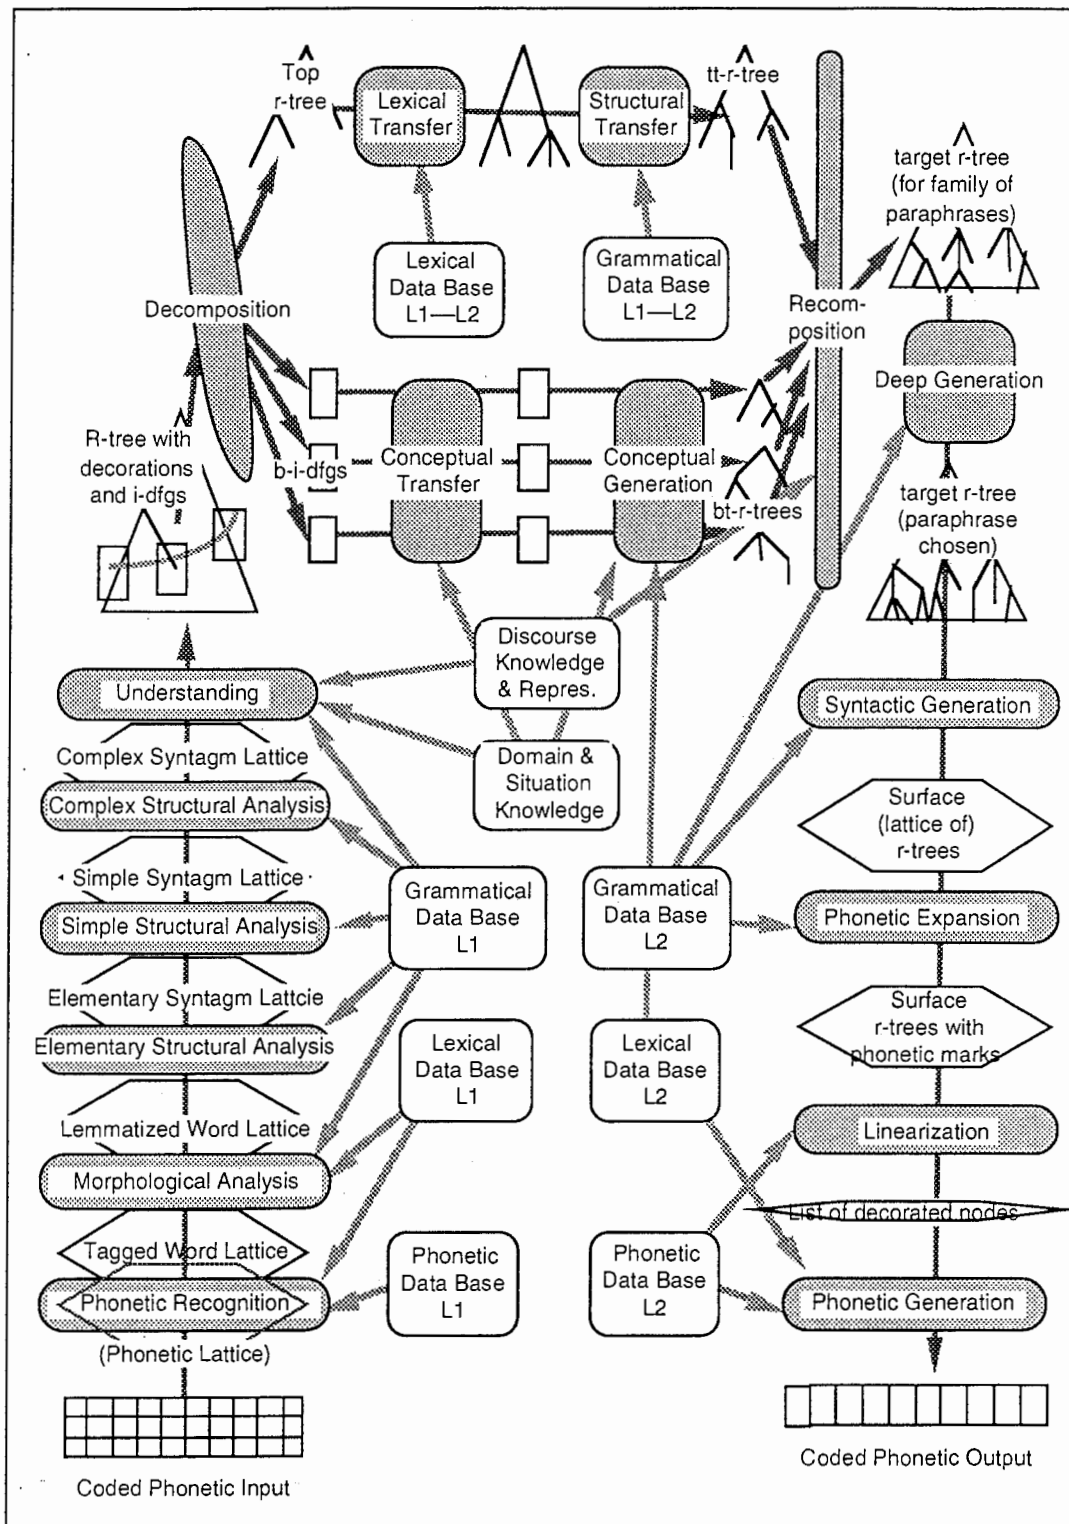 Top
r-tree
Lexical
Transfer
Structural
Transfer
tt-r-tree
target r-tree
(for family of
paraphrases)
Lexical
Data Base
L1—L2
Grammatical
Data Base
L1—L2
Decomposition
Recom-
position
Deep Generation
R-tree with
decorations
and i-dfgs
b-i-dfgs
Conceptual
Transfer
Conceptual
Generation
bt-r-trees
target r-tree
(paraphrase
chosen)
Discourse
Knowledge
& Repres.
Domain &
Situation
Knowledge
Understanding
Complex Syntagm Lattice
Complex Structural Analysis
Simple Syntagm Lattice
Simple Structural Analysis
Elementary Syntagm Lattcie
Elementary Structural Analysis
Lemmatized Word Lattice
Morphological Analysis
Tagged Word Lattice
Phonetic Recognition
(Phonetic Lattice)
Coded Phonetic Input
Grammatical
Data Base
L1
Lexical
Data Base
L1
Phonetic
Data Base
L1
Grammatical
Data Base
L2
Lexical
Data Base
L2
Phonetic
Data Base
L2
Syntactic Generation
Surface
(lattice of)
r-trees
Phonetic Expansion
Surface
r-trees with
phonetic marks
Linearization
List of decorated nodes
Phonetic Generation
Coded Phonetic Output